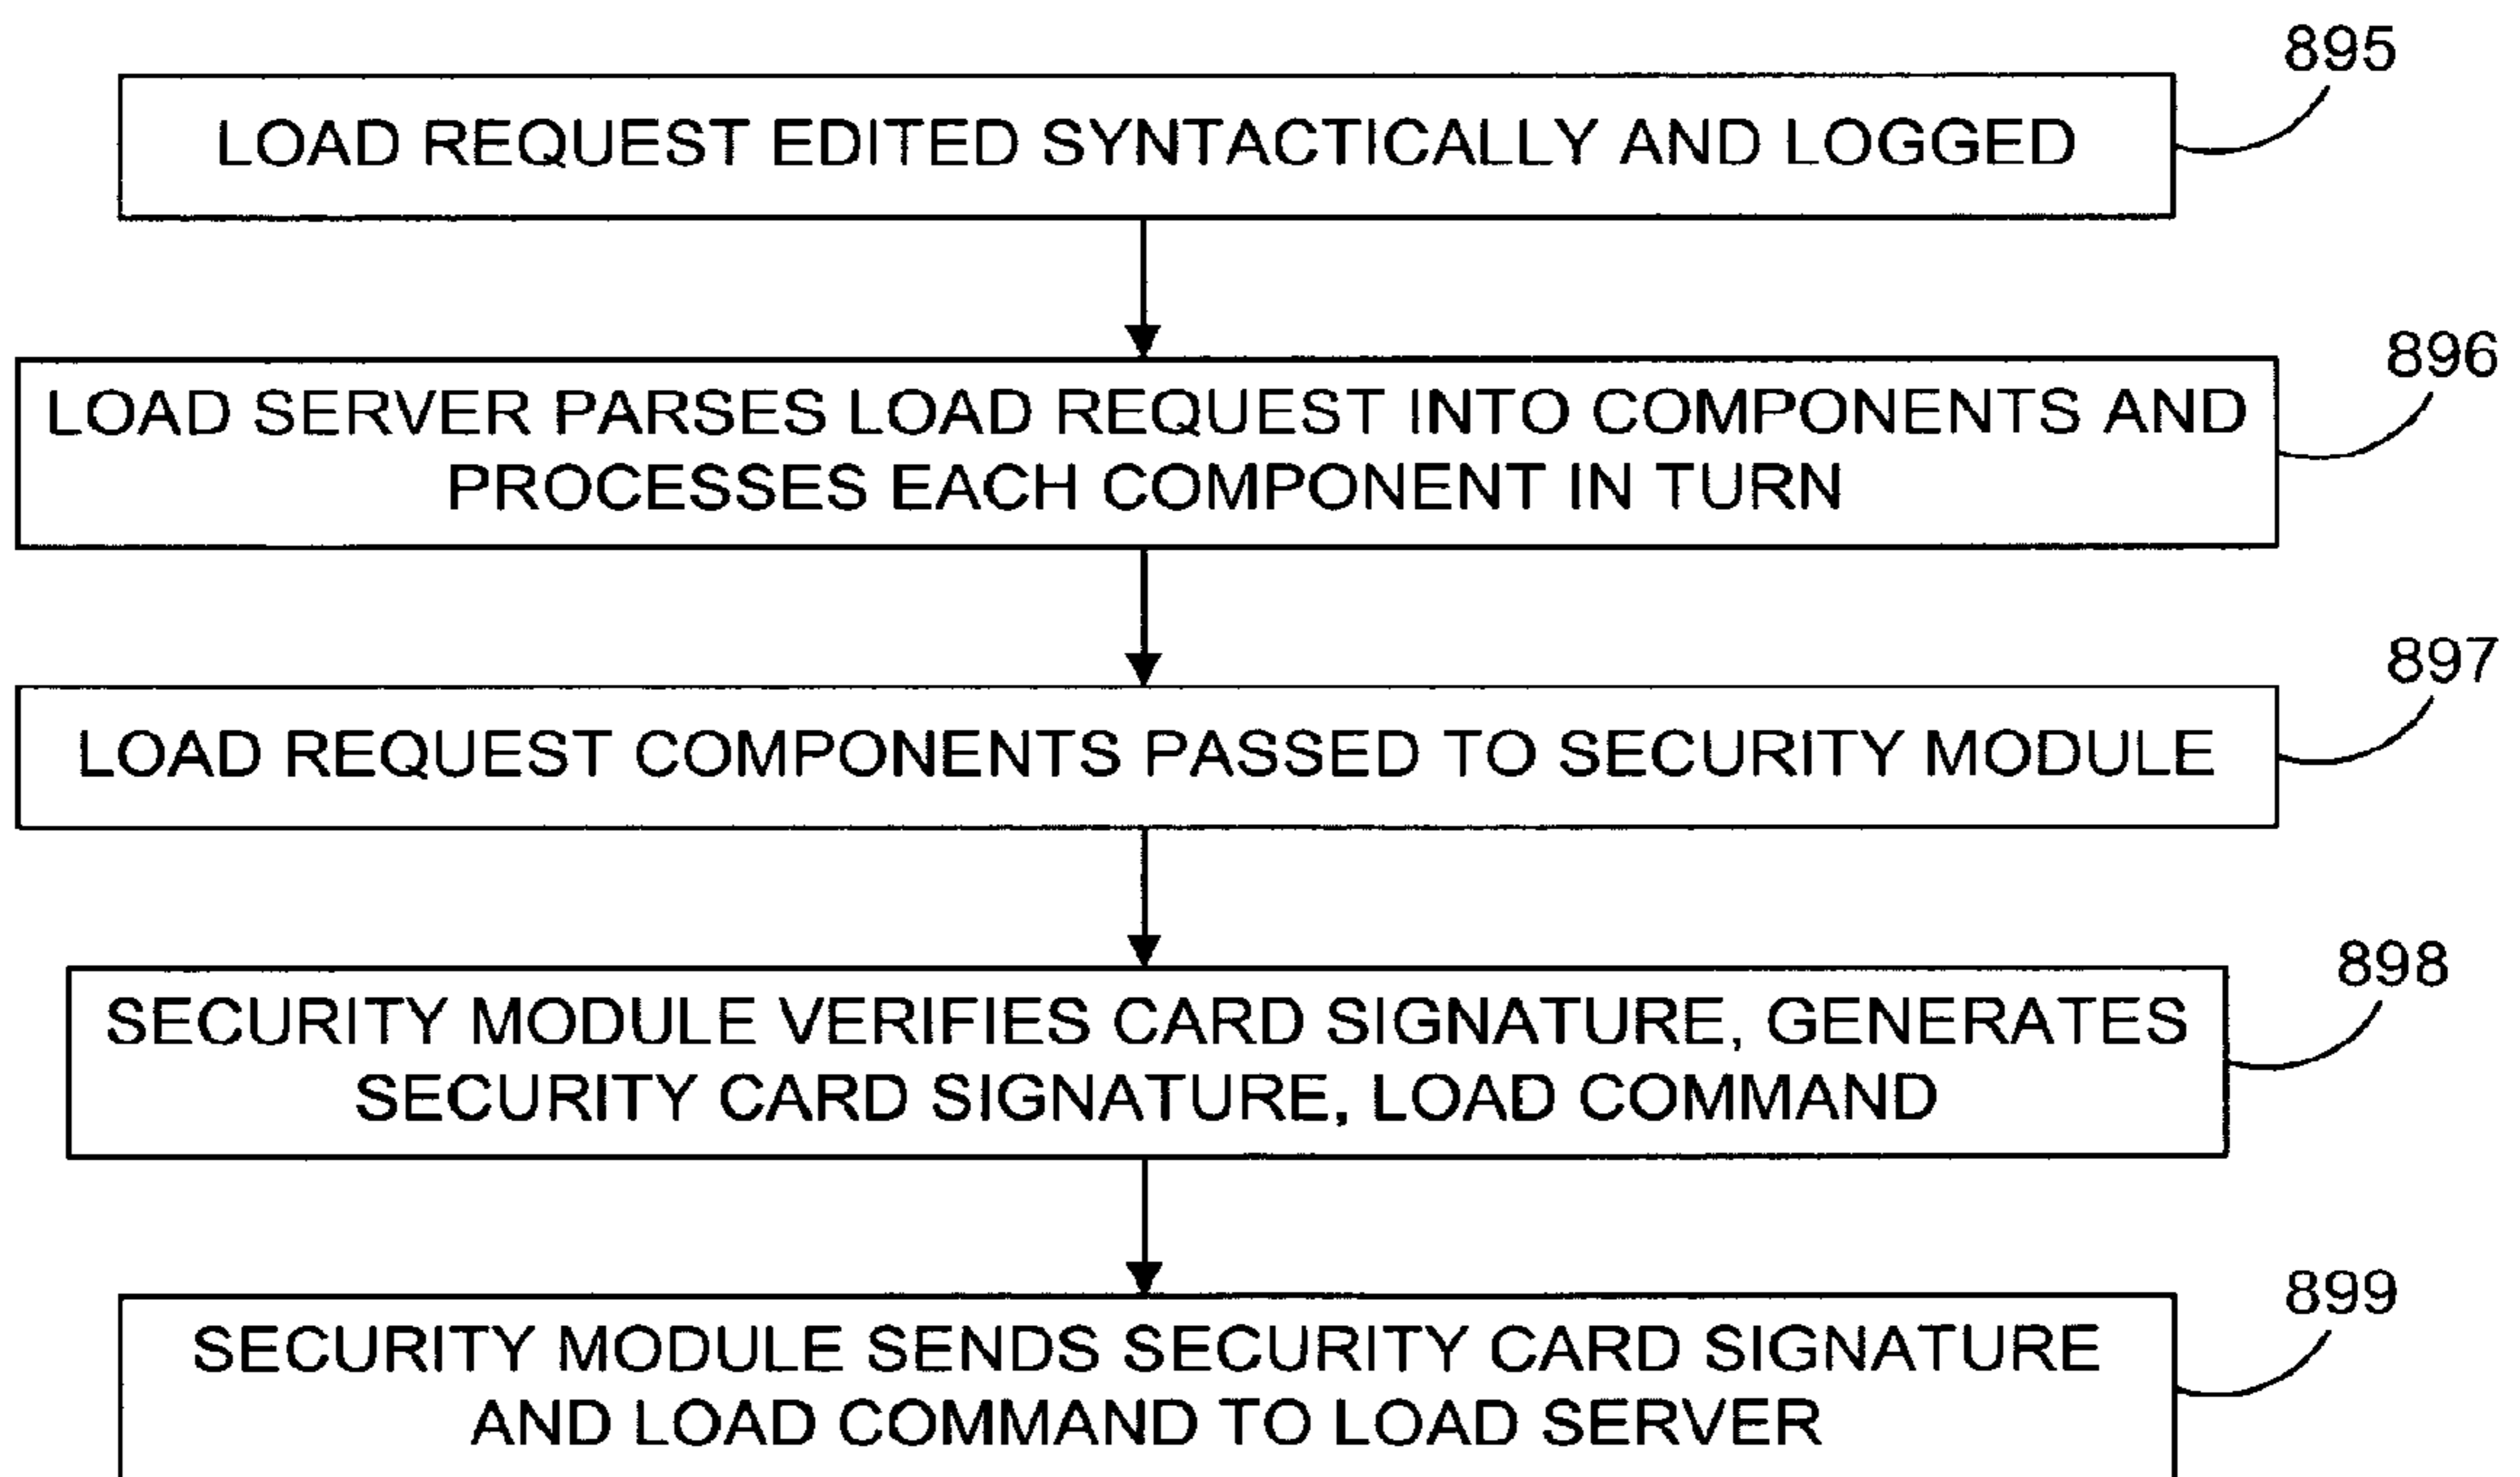 895
LOAD REQUEST EDITED SYNTACTICALLY AND LOGGED
896
LOAD SERVER PARSES LOAD REQUEST INTO COMPONENTS AND
PROCESSES EACH COMPONENT IN TURN
897
LOAD REQUEST COMPONENTS PASSED TO SECURITY MODULE
898
SECURITY MODULE VERIFIES CARD SIGNATURE, GENERATES
SECURITY CARD SIGNATURE, LOAD COMMAND
899
SECURITY MODULE SENDS SECURITY CARD SIGNATURE
AND LOAD COMMAND TO LOAD SERVER